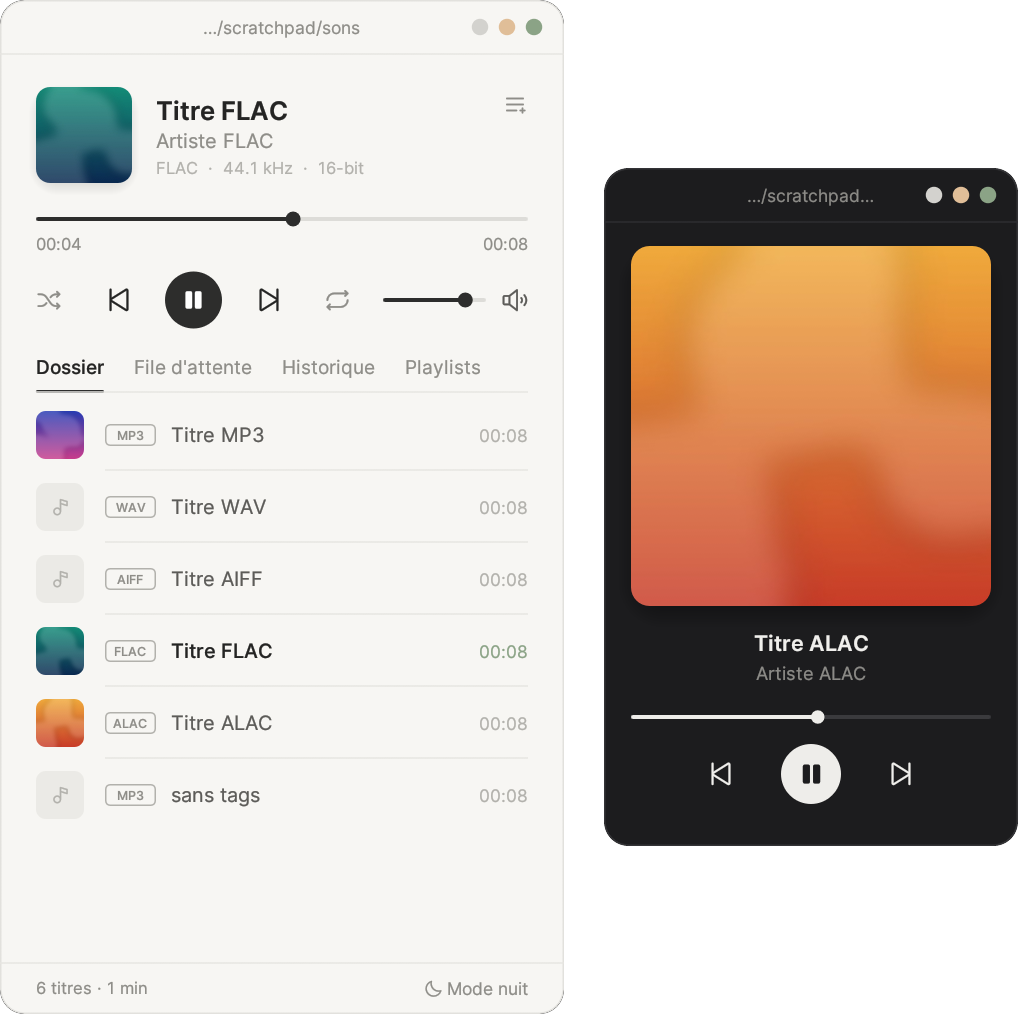 .../scratchpad/sons
Titre FLAC
Artiste FLAC
FLAC · 44.1 kHz · 16-bit
00:04 00:08
Dossier File d'attente Historique Playlists
MP3 Titre MP3 00:08
WAV Titre WAV 00:08
AIFF Titre AIFF 00:08
FLAC Titre FLAC 00:08
ALAC Titre ALAC 00:08
MP3 sans tags 00:08
6 titres · 1 min Mode nuit
.../scratchpad...
Titre ALAC
Artiste ALAC